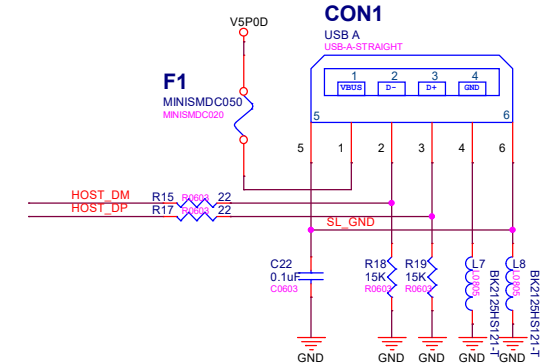 CON1
V5P0D
USB A
USB-A-STRAIGHT
F1
MINISMDC050
MINISMDC020
1 2 3 4
VBUS D- D+ GND
5 6
5 1 2 3 4 6
HOST_DM R15 R0603 22
HOST_DP R17 R0603 22
SL_GND
C22 R18 R19 L7 L8
0.1uF 15K 15K
C0603 R0603 R0603
L0805 L0805
BK2125HS121-T BK2125HS121-T
GND GND GND GND GND